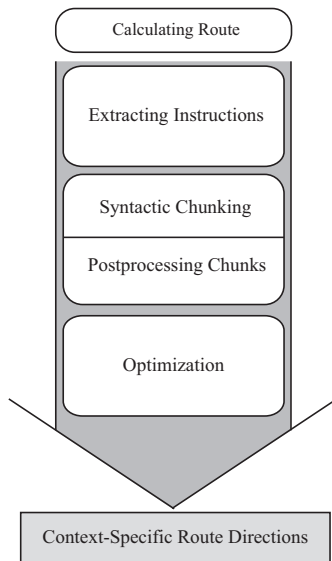 Calculating Route
Extracting Instructions
Syntactic Chunking
Postprocessing Chunks
Optimization
Context-Specific Route Directions